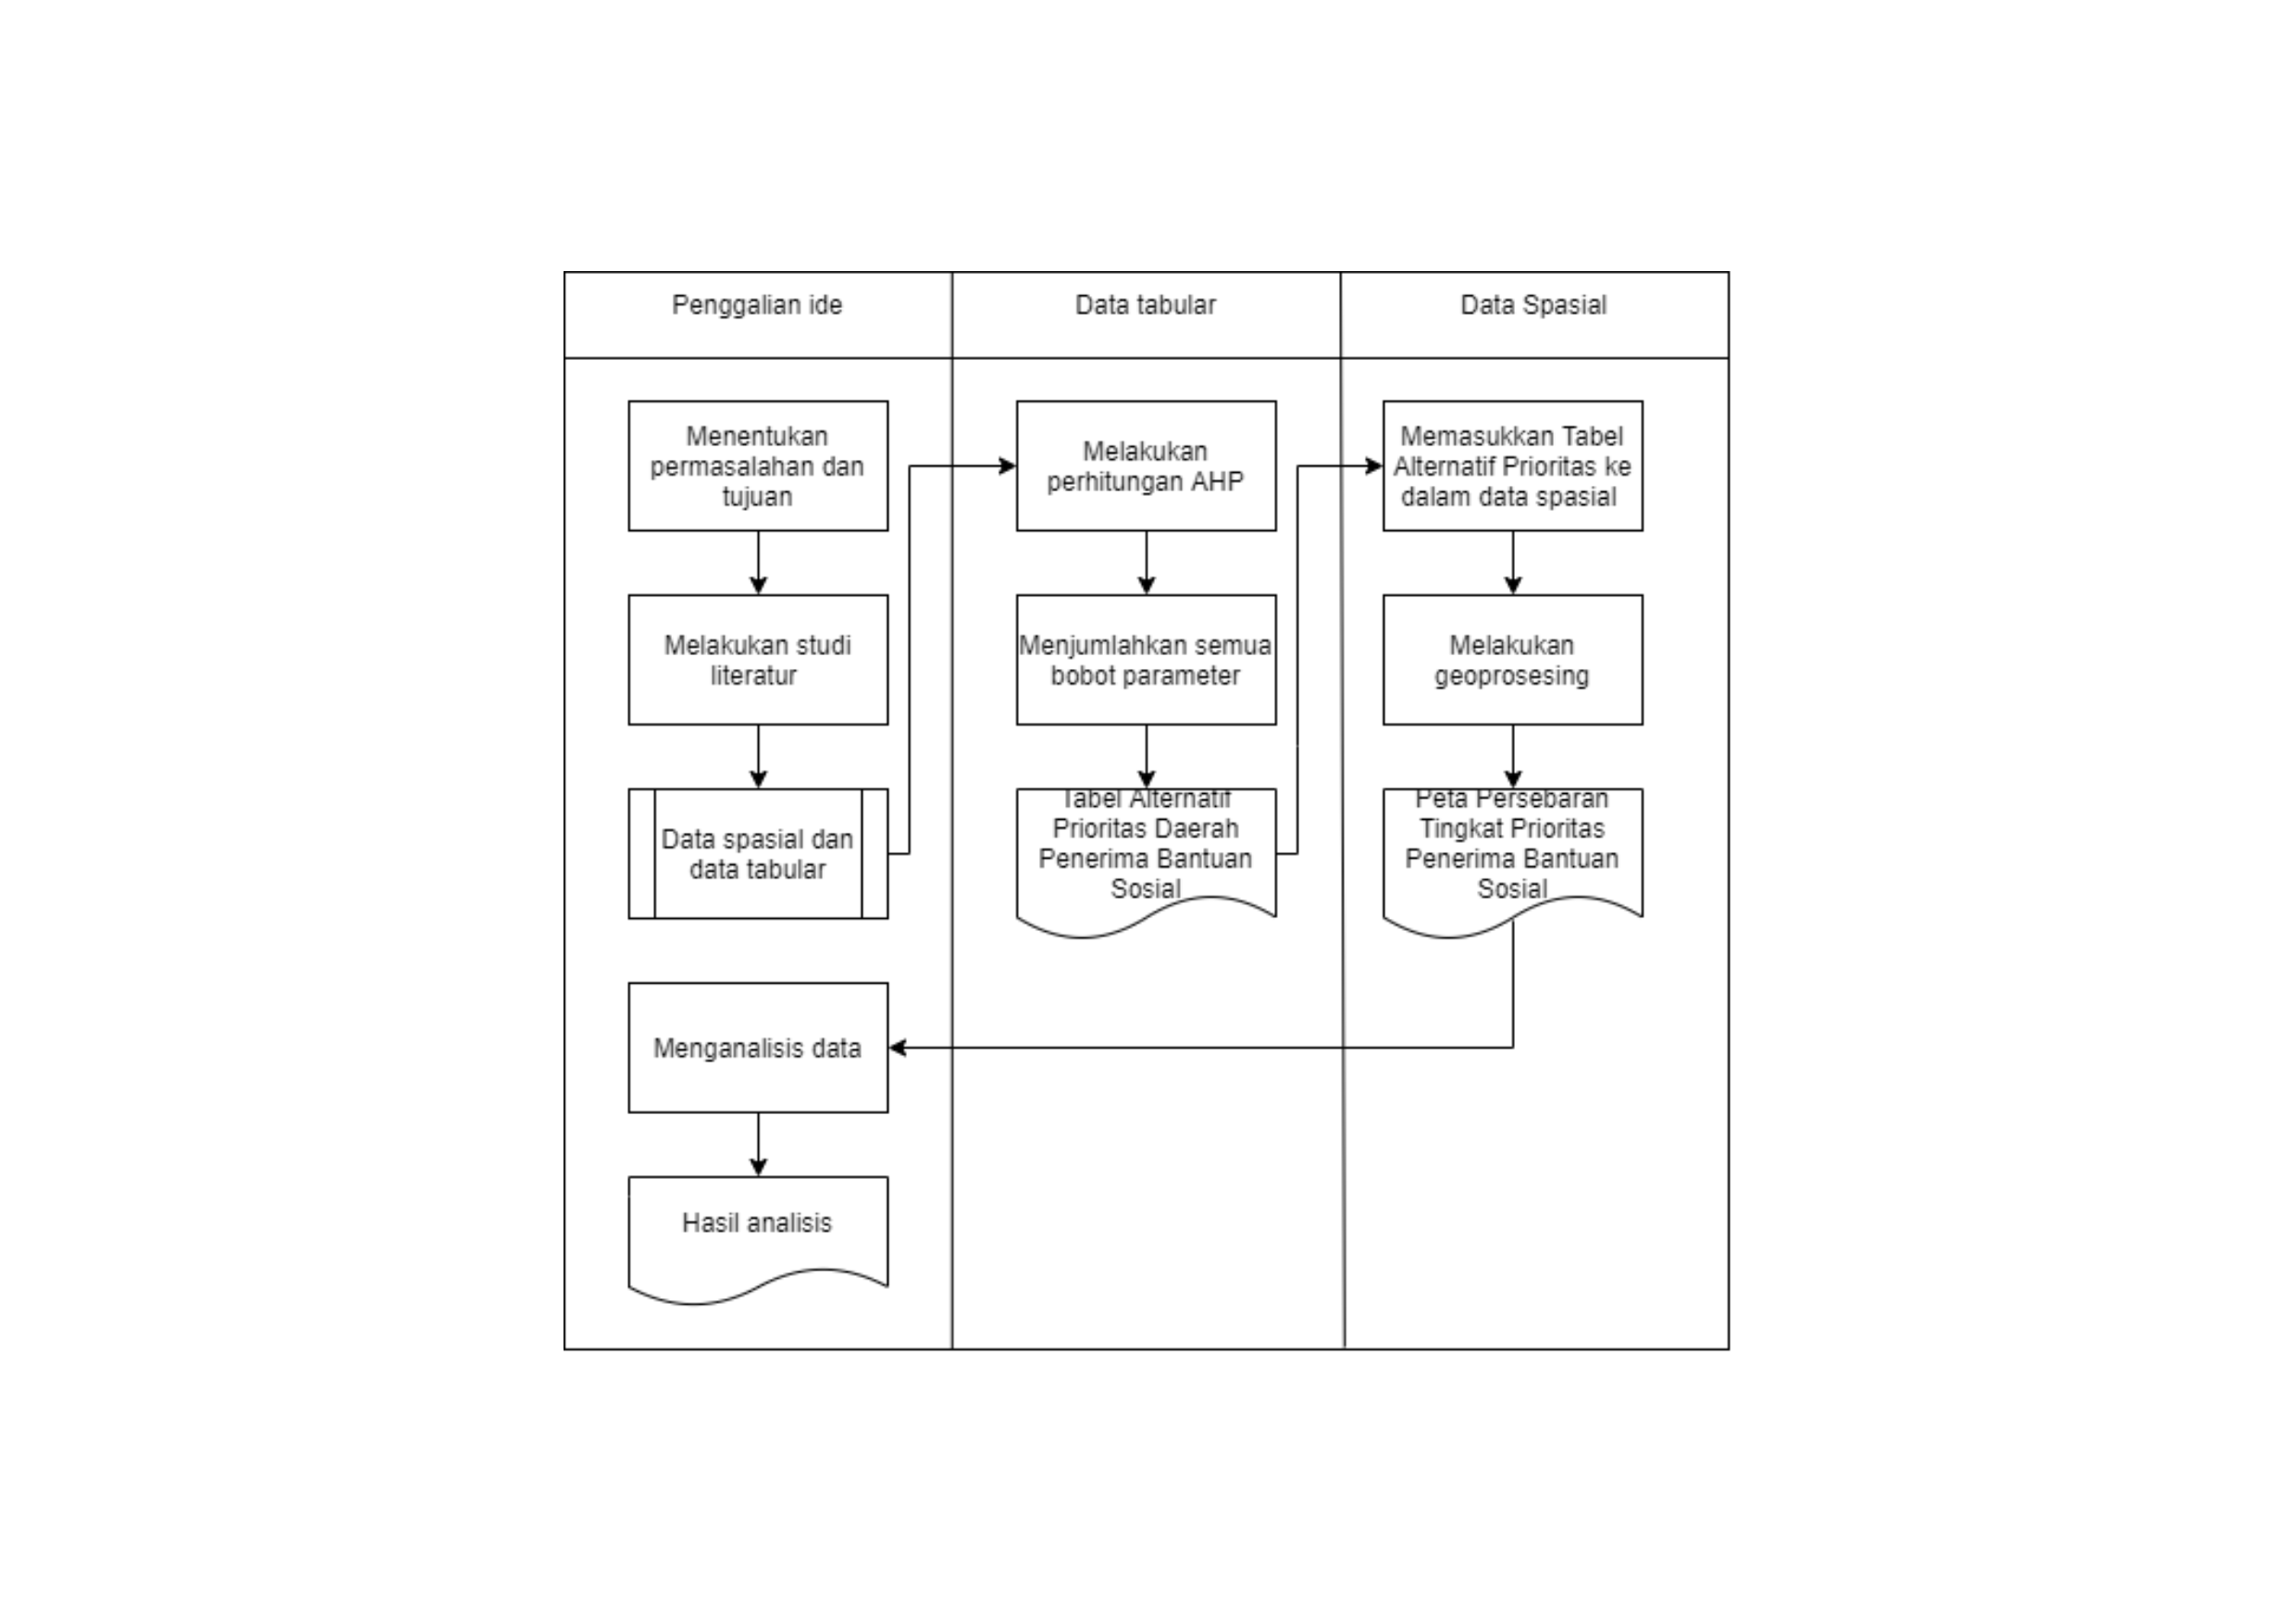 Penggalian ide
Data tabular
Data Spasial
Menentukan
permasalahan dan
tujuan
Melakukan studi
literatur
Data spasial dan
data tabular
Melakukan
perhitungan AHP
Menjumlahkan semua
bobot parameter
Tabel Alternatif
Prioritas Daerah
Penerima Bantuan
Sosial
Memasukkan Tabel
Alternatif Prioritas ke
dalam data spasial
Melakukan
geoprosesing
Peta Persebaran
Tingkat Prioritas
Penerima Bantuan
Sosial
Menganalisis data
Hasil analisis